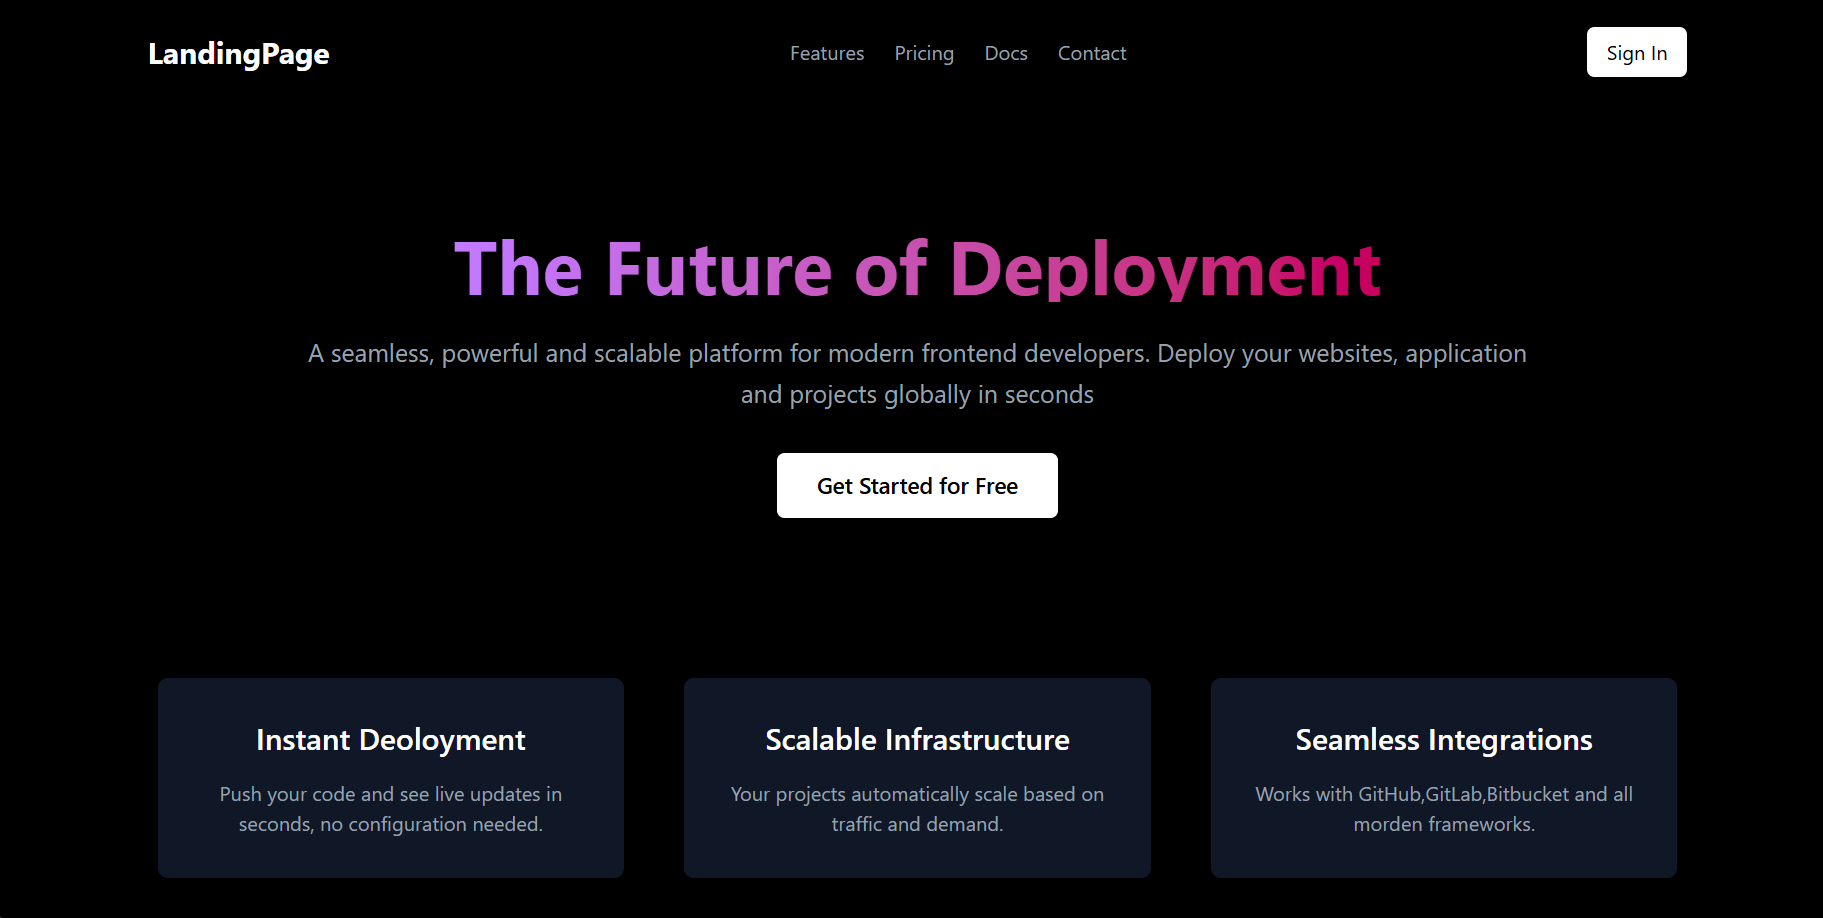 LandingPage
Features Pricing Docs Contact
Sign In
The Future of Deployment
A seamless, powerful and scalable platform for modern frontend developers. Deploy your websites, application
and projects globally in seconds
Get Started for Free
Instant Deoloyment
Push your code and see live updates in
seconds, no configuration needed.
Scalable Infrastructure
Your projects automatically scale based on
traffic and demand.
Seamless Integrations
Works with GitHub,GitLab,Bitbucket and all
morden frameworks.